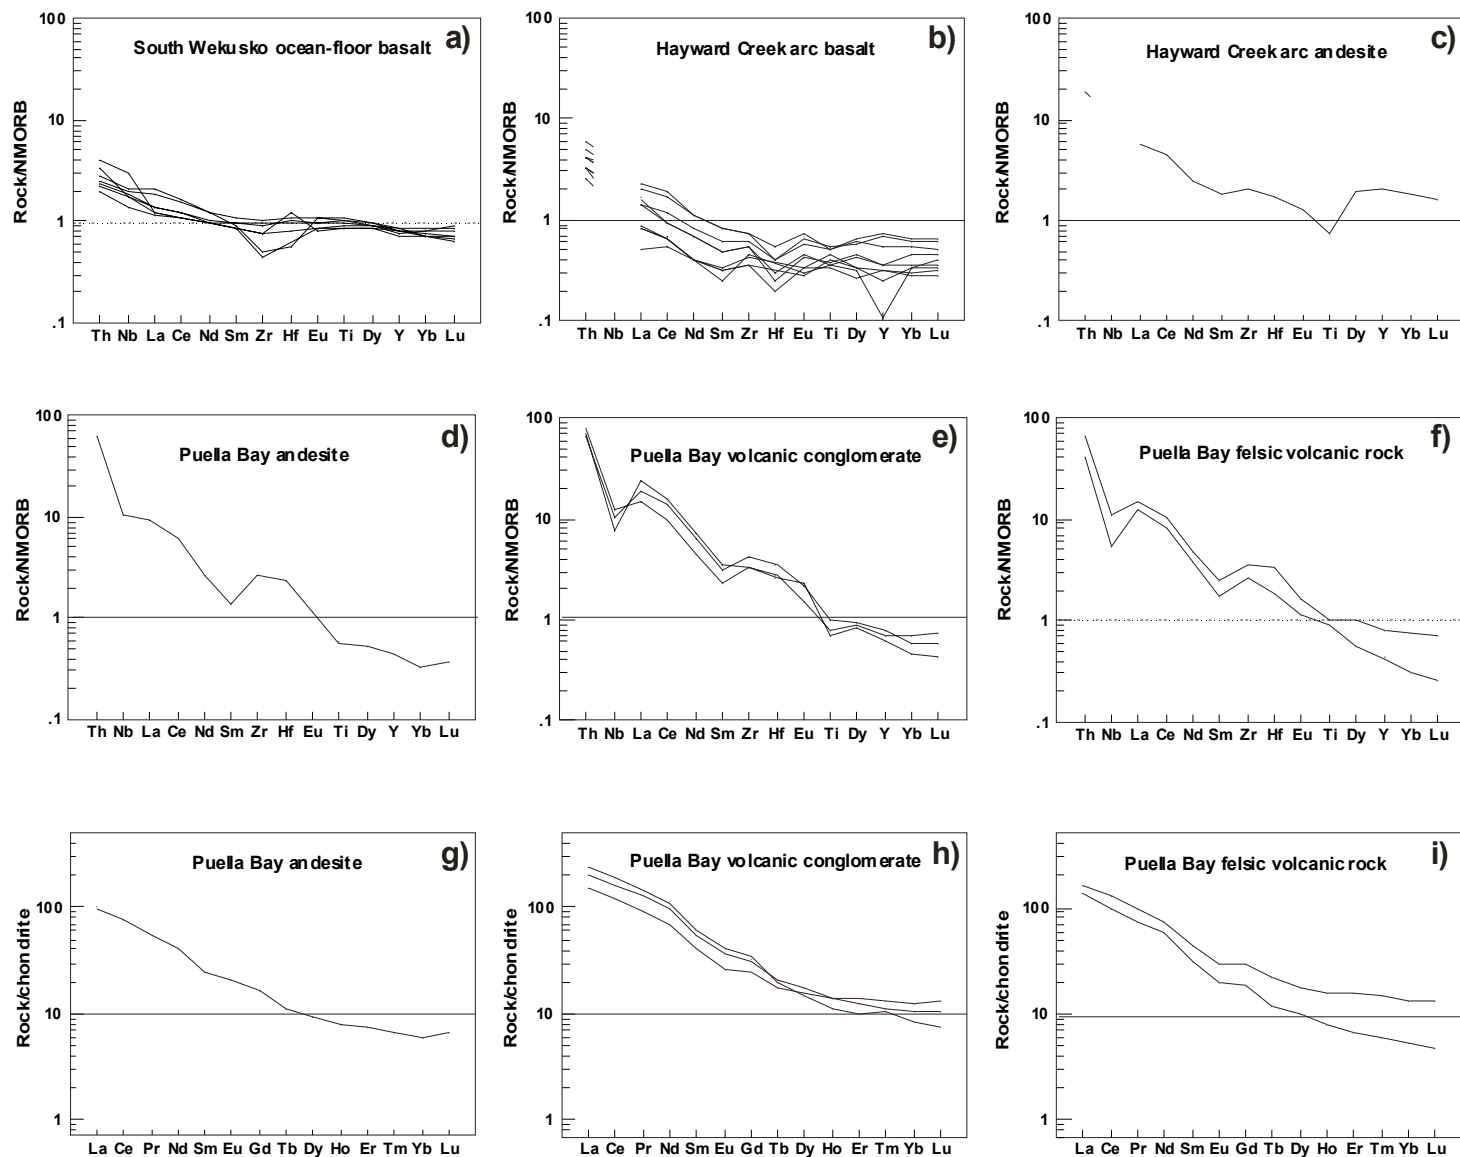 a)
South Wekusko ocean-floor basalt
Rock/NMORB
100
10
1
.1
Th Nb La Ce Nd Sm Zr Hf Eu Ti Dy Y Yb Lu
b)
Hayward Creek arc basalt
Rock/NMORB
100
10
1
.1
Th Nb La Ce Nd Sm Zr Hf Eu Ti Dy Y Yb Lu
c)
Hayward Creek arc andesite
Rock/NMORB
100
10
1
.1
Th Nb La Ce Nd Sm Zr Hf Eu Ti Dy Y Yb Lu
d)
Puella Bay andesite
Rock/NMORB
100
10
1
.1
Th Nb La Ce Nd Sm Zr Hf Eu Ti Dy Y Yb Lu
e)
Puella Bay volcanic conglomerate
Rock/NMORB
100
10
1
.1
Th Nb La Ce Nd Sm Zr Hf Eu Ti Dy Y Yb Lu
f)
Puella Bay felsic volcanic rock
Rock/NMORB
100
10
1
.1
Th Nb La Ce Nd Sm Zr Hf Eu Ti Dy Y Yb Lu
g)
Puella Bay andesite
Rock/chondrite
100
10
1
La Ce Pr Nd Sm Eu Gd Tb Dy Ho Er Tm Yb Lu
h)
Puella Bay volcanic conglomerate
Rock/chondrite
100
10
1
La Ce Pr Nd Sm Eu Gd Tb Dy Ho Er Tm Yb Lu
i)
Puella Bay felsic volcanic rock
Rock/chondrite
100
10
1
La Ce Pr Nd Sm Eu Gd Tb Dy Ho Er Tm Yb Lu